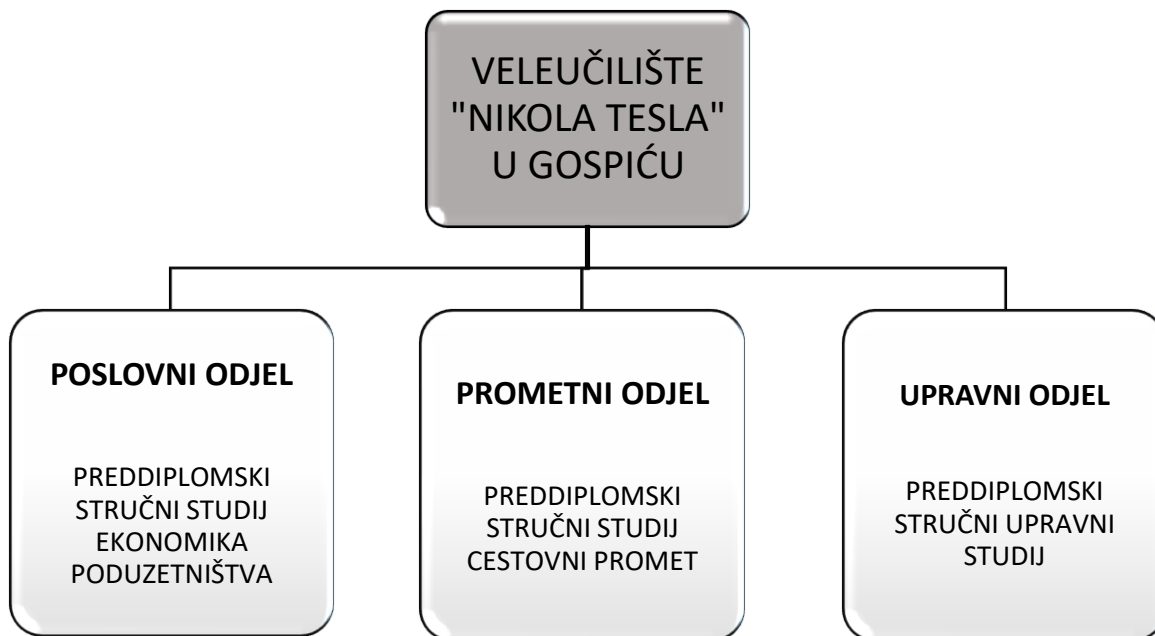 VELEUČILIŠTE
"NIKOLA TESLA"
U GOSPIĆU
POSLOVNI ODJEL
PREDDIPLOMSKI
STRUČNI STUDIJ
EKONOMIKA
PODUZETNIŠTVA
PROMETNI ODJEL
PREDDIPLOMSKI
STRUČNI STUDIJ
CESTOVNI PROMET
UPRAVNI ODJEL
PREDDIPLOMSKI
STRUČNI UPRAVNI
STUDIJ